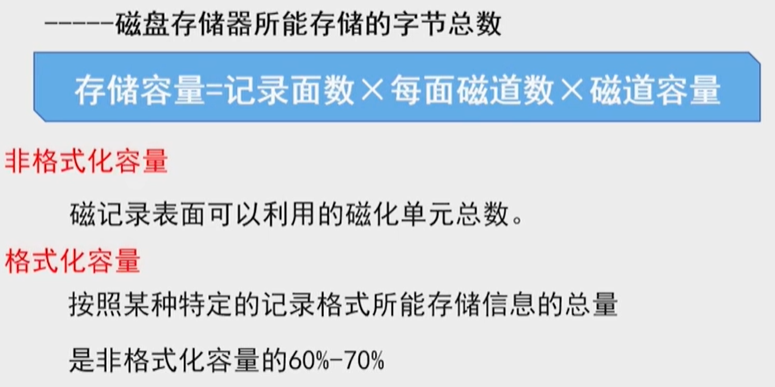 -----磁盘存储器所能存储的字节总数
存储容量=记录面数×每面磁道数×磁道容量
非格式化容量
磁记录表面可以利用的磁化单元总数。
格式化容量
按照某种特定的记录格式所能存储信息的总量
是非格式化容量的60%-70%